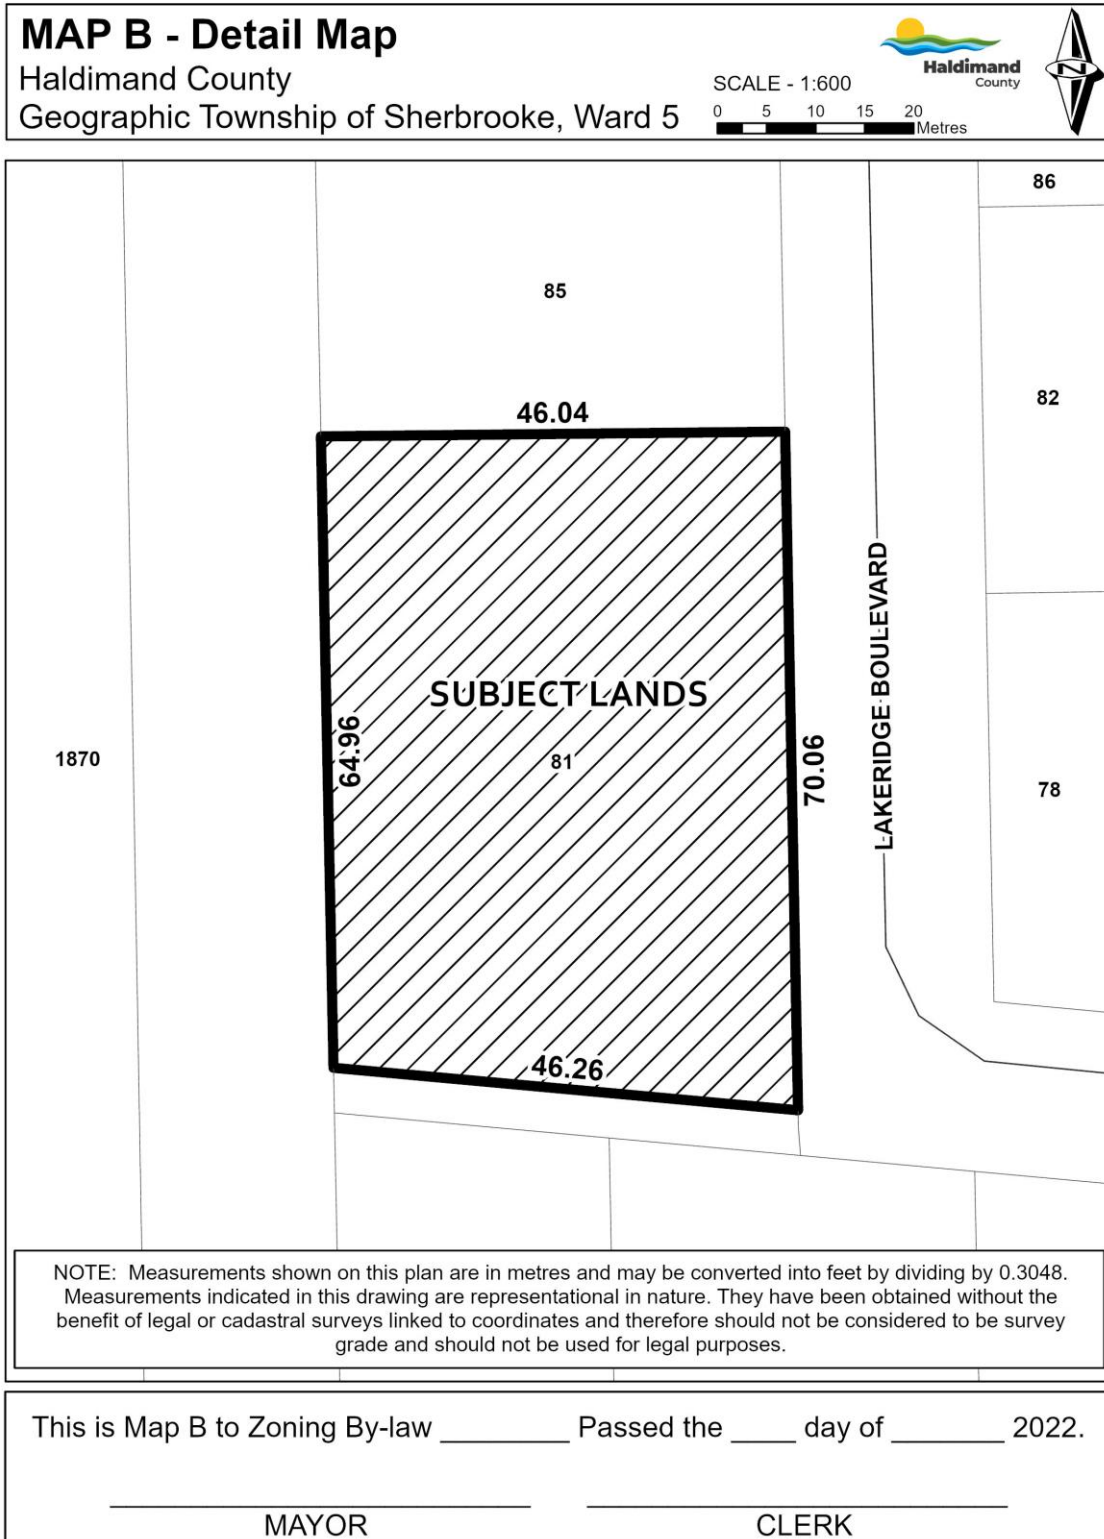 MAP B - Detail Map
Haldimand County
Geographic Township of Sherbrooke, Ward 5
SCALE - 1:600
0 5 10 15 20
Metres
Haldimand
County
N
86
85
82
46.04
LAKERIDGE BOULEVARD
SUBJECT LANDS
64.96
81
70.06
1870
78
46.26
NOTE: Measurements shown on this plan are in metres and may be converted into feet by dividing by 0.3048.
Measurements indicated in this drawing are representational in nature. They have been obtained without the
benefit of legal or cadastral surveys linked to coordinates and therefore should not be considered to be survey
grade and should not be used for legal purposes.
This is Map B to Zoning By-law ________ Passed the ____ day of _______ 2022.
MAYOR CLERK